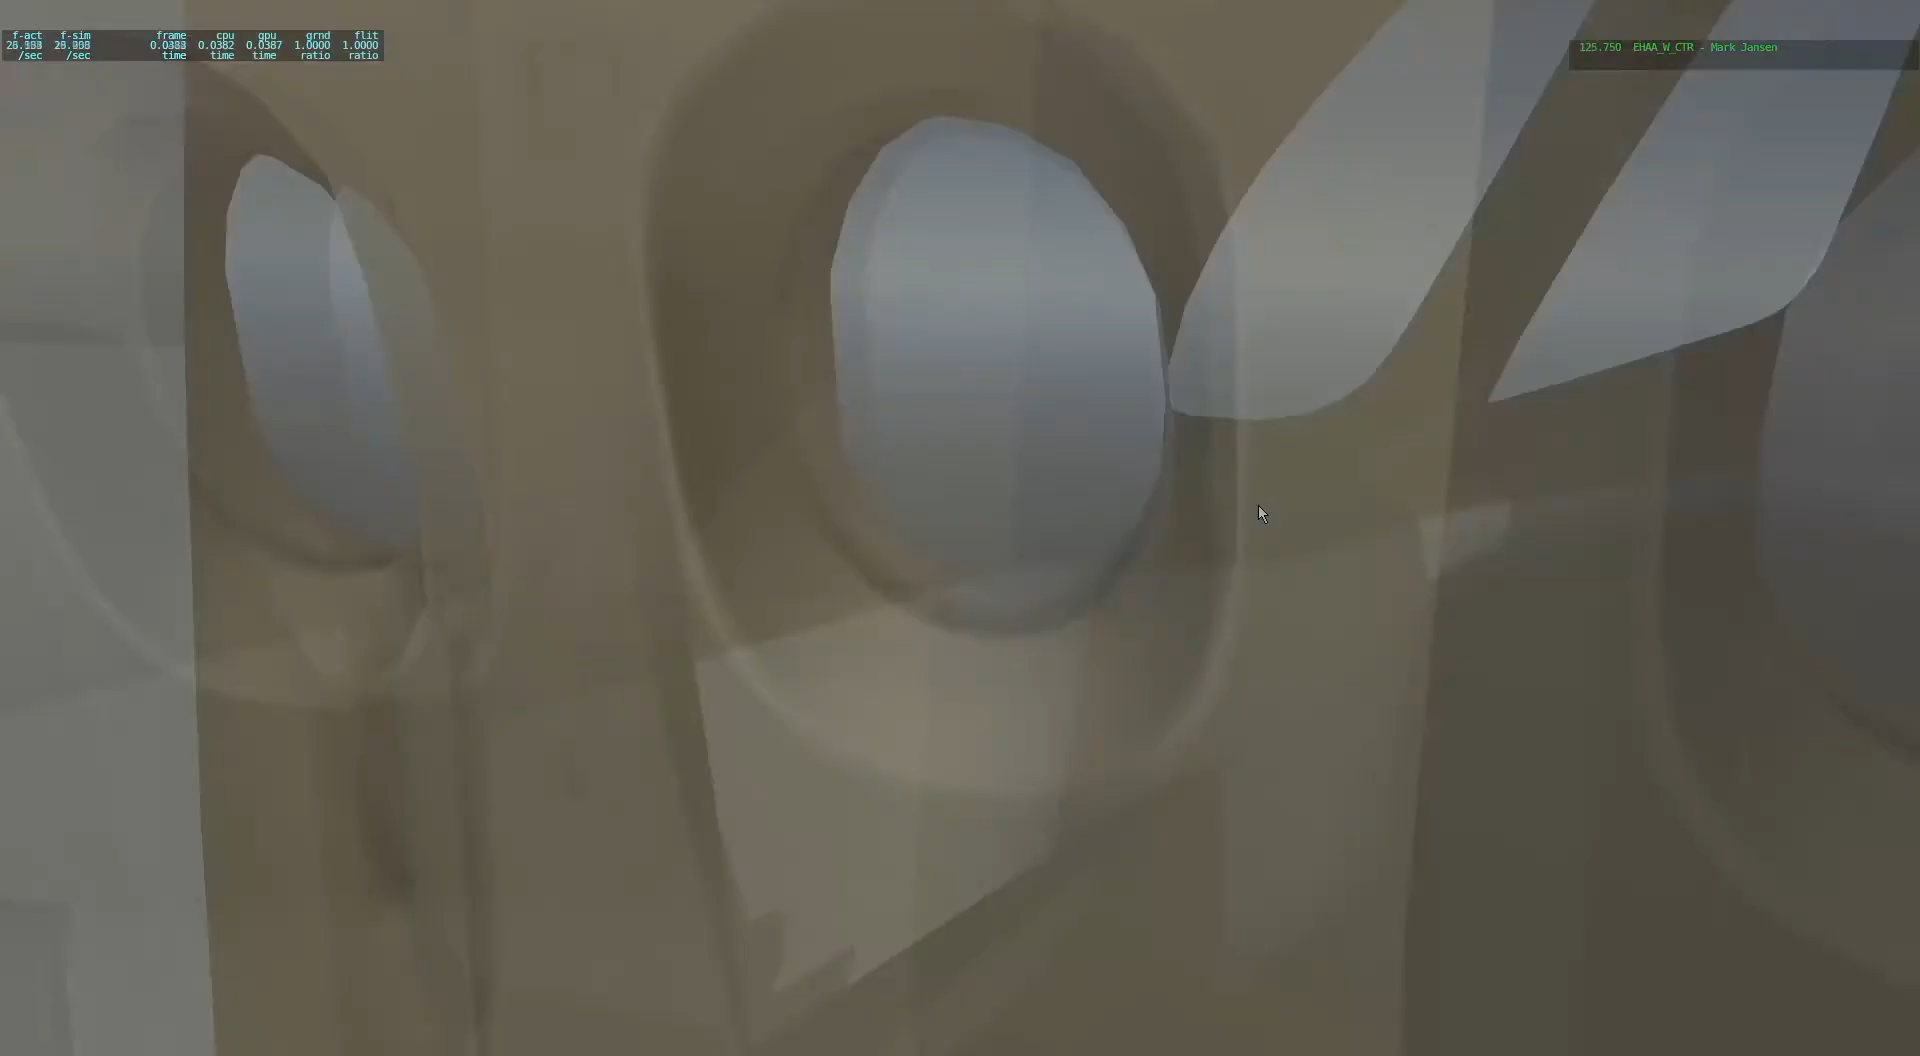 f-act f-sim frame cpu gpu grnd flit
0.0382 0.0387 1.0000 1.0000
/sec /sec time time time ratio ratio
125.750 EHAA_W_CTR - Mark Jansen